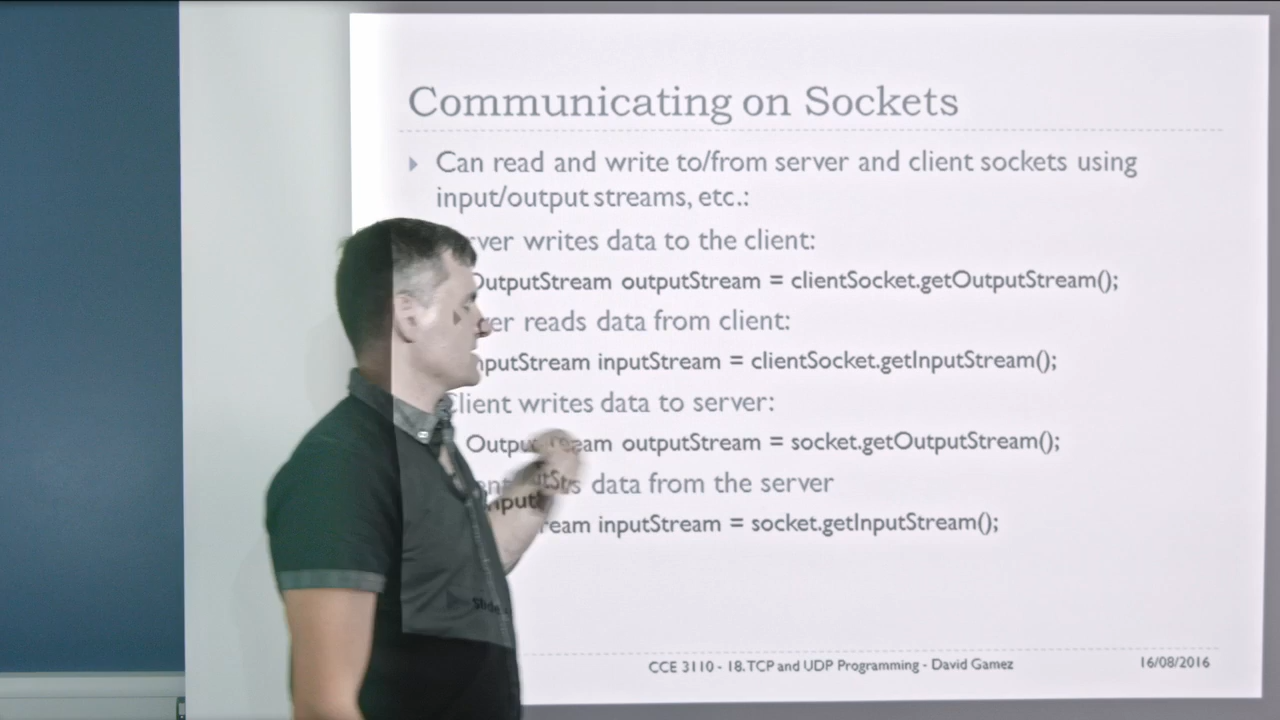 Communicating on Sockets
Can read and write to/from server and client sockets using
input/output streams, etc.:
writes data to the client:
OutputStream outputStream = clientSocket.getOutputStream();
reads data from client:
inputStream = clientSocket.getInputStream();
Client writes data to server:
outputStream = socket.getOutputStream();
data from the server
inputStream = socket.getInputStream();
CCE 3110 - 18.TCP and UDP Programming - David Gamez
16/08/2016